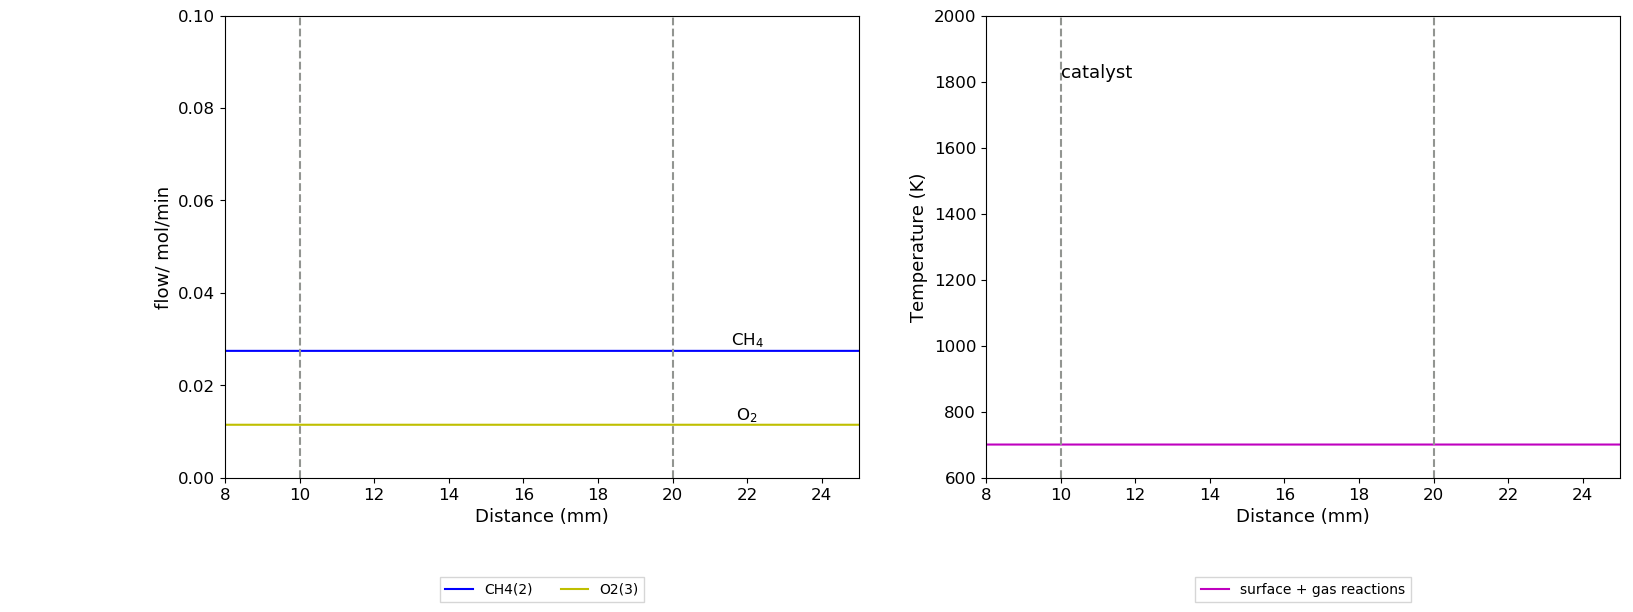 0.10
0.08
0.06
0.04
0.02
0.00
flow/ mol/min
CH₄
O₂
8 10 12 14 16 18 20 22 24
Distance (mm)
CH4(2) O2(3)
2000
1800
1600
1400
1200
1000
800
600
Temperature (K)
catalyst
8 10 12 14 16 18 20 22 24
Distance (mm)
surface + gas reactions